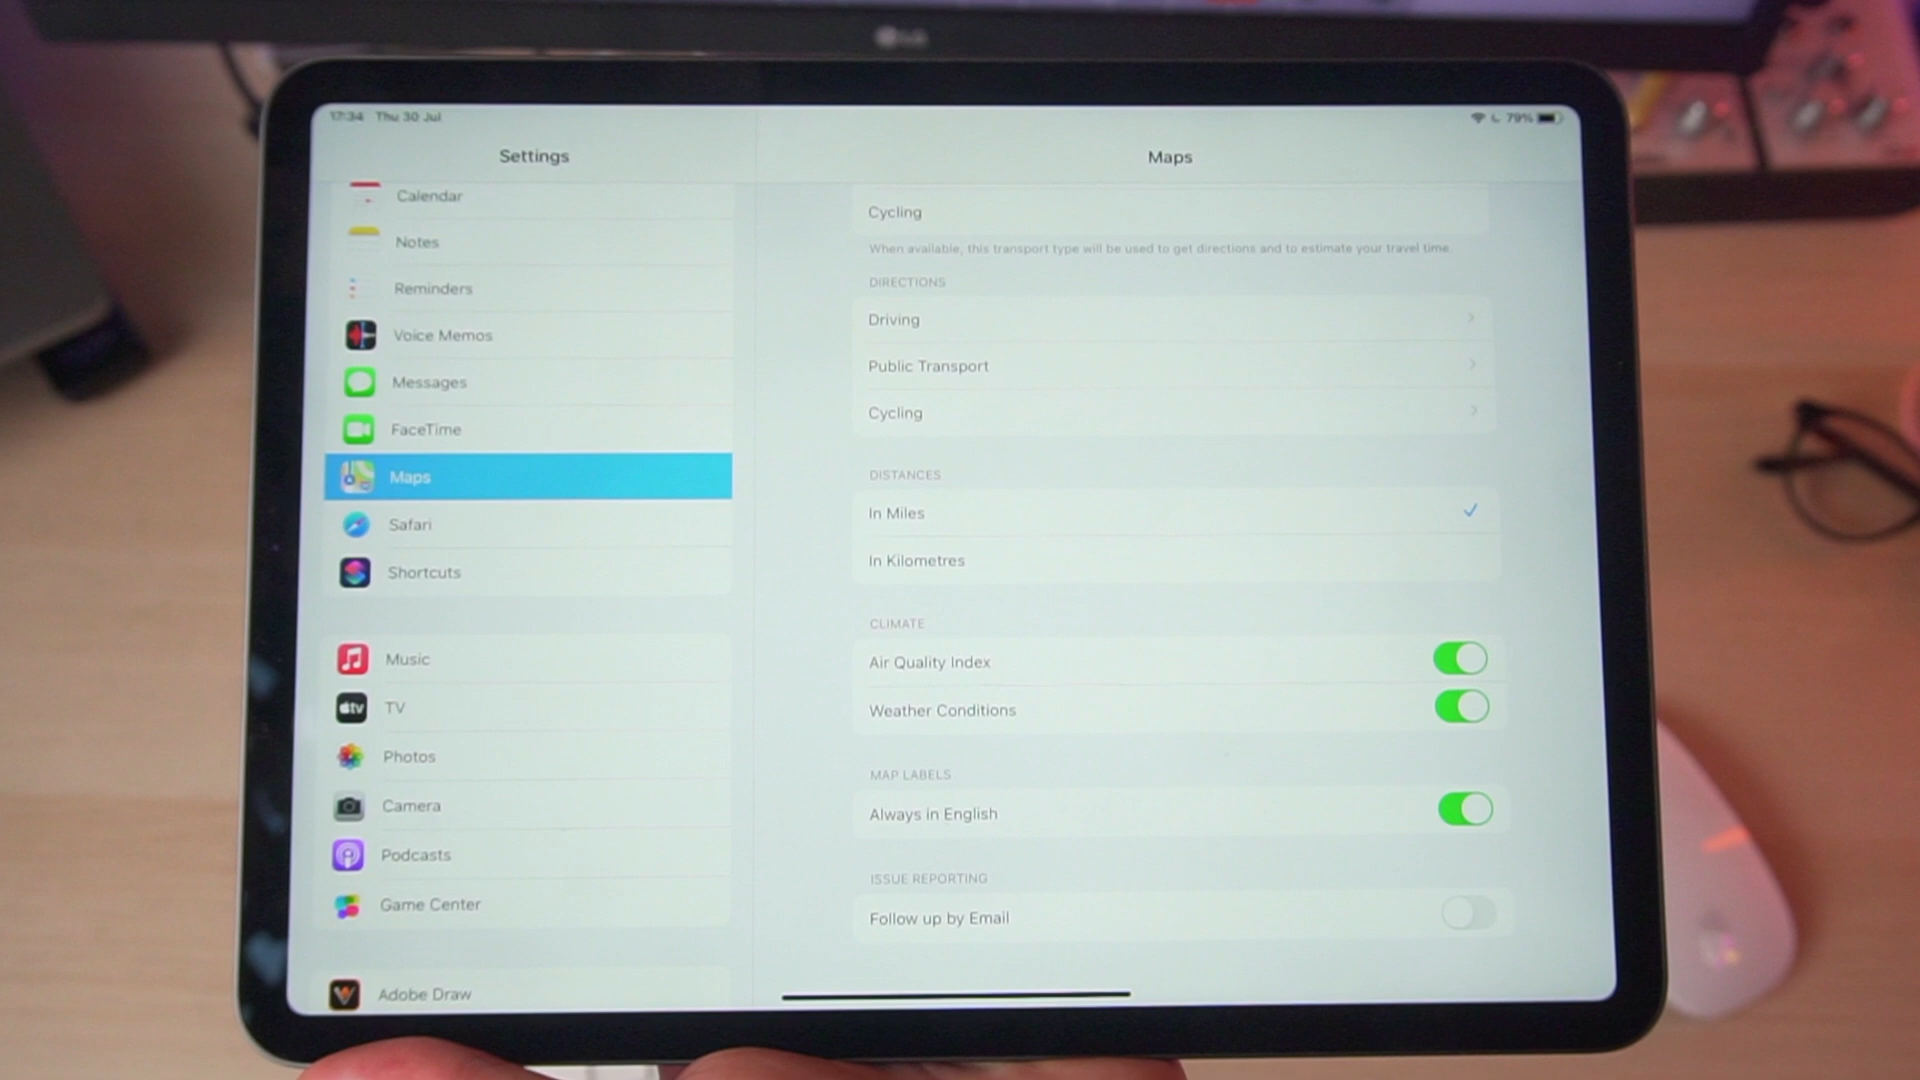 LG
17:34 Thu 30 Jul
79%
Settings
Maps
Calendar
Notes
Reminders
Voice Memos
Messages
FaceTime
Maps
Safari
Shortcuts
Music
tv
TV
Photos
Camera
Podcasts
Game Center
Adobe Draw
Cycling
When available, this transport type will be used to get directions and to estimate your travel time.
DIRECTIONS
Driving
Public Transport
Cycling
DISTANCES
In Miles
In Kilometres
CLIMATE
Air Quality Index
Weather Conditions
MAP LABELS
Always in English
ISSUE REPORTING
Follow up by Email